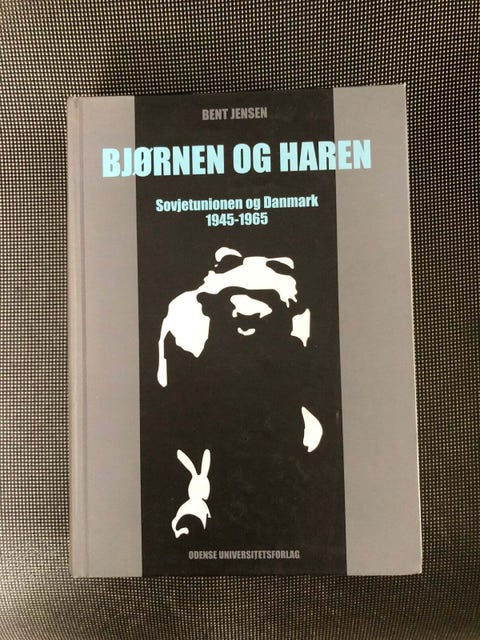 BENT JENSEN
BJØRNEN OG HAREN
Sovjetunionen og Danmark
1945-1965
ODENSE UNIVERSITETSFORLAG